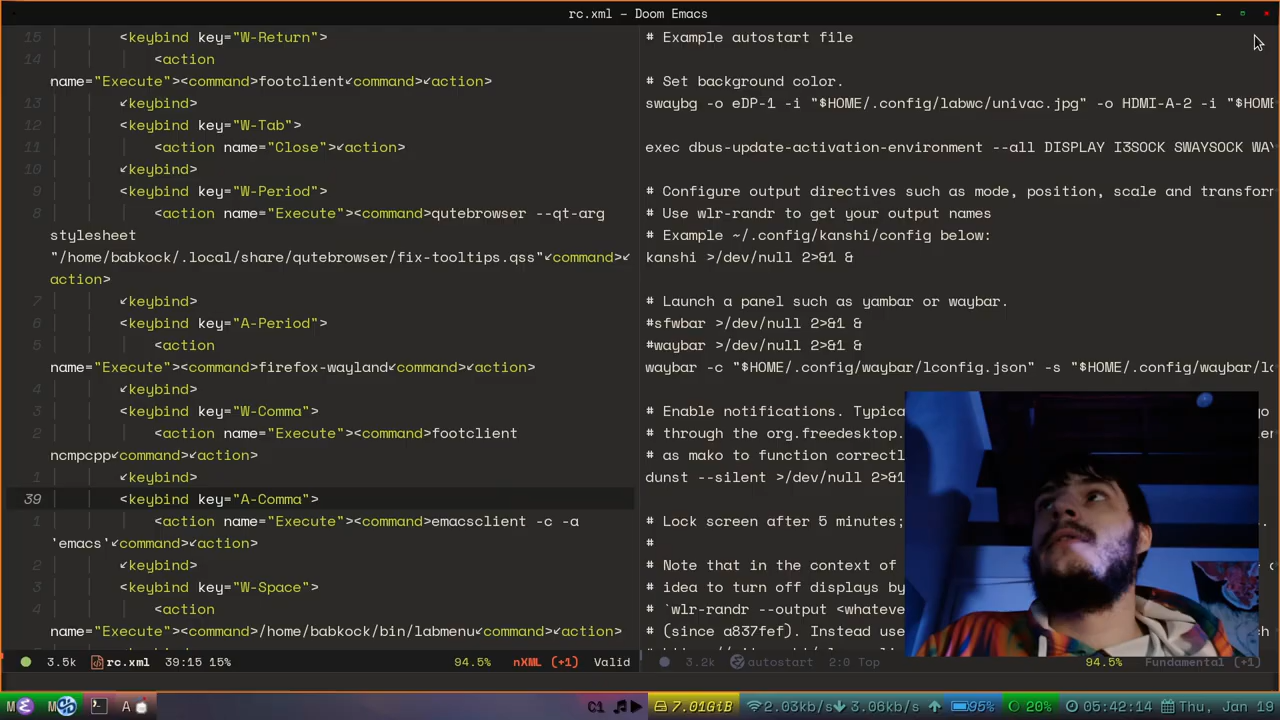 rc.xml – Doom Emacs
15 <keybind key="W-Return">
14 <action
name="Execute"><command>footclient↙command>↙action>
13 ↙keybind>
12 <keybind key="W-Tab">
11 <action name="Close">↙action>
10 ↙keybind>
9 <keybind key="W-Period">
8 <action name="Execute"><command>qutebrowser --qt-arg
stylesheet
"/home/babkock/.local/share/qutebrowser/fix-tooltips.qss"↙command>↙
action>
7 ↙keybind>
6 <keybind key="A-Period">
5 <action
name="Execute"><command>firefox-wayland↙command>↙action>
4 ↙keybind>
3 <keybind key="W-Comma">
2 <action name="Execute"><command>footclient
ncmpcpp↙command>↙action>
1 ↙keybind>
39 <keybind key="A-Comma">
1 <action name="Execute"><command>emacsclient -c -a
'emacs'↙command>↙action>
2 ↙keybind>
3 <keybind key="W-Space">
4 <action
name="Execute"><command>/home/babkock/bin/labmenu↙command>↙action>
3.5k rc.xml 39:15 15% 94.5% nXML (+1) Valid
# Example autostart file
# Set background color.
swaybg -o eDP-1 -i "$HOME/.config/labwc/univac.jpg" -o HDMI-A-2 -i "$HOME
exec dbus-update-activation-environment --all DISPLAY I3SOCK SWAYSOCK WAY
# Configure output directives such as mode, position, scale and transform
# Use wlr-randr to get your output names
# Example ~/.config/kanshi/config below:
kanshi >/dev/null 2>&1 &
# Launch a panel such as yambar or waybar.
#sfwbar >/dev/null 2>&1 &
#waybar >/dev/null 2>&1 &
waybar -c "$HOME/.config/waybar/lconfig.json" -s "$HOME/.config/waybar/lc
# Enable notifications. Typica
# through the org.freedesktop.
# as mako to function correctl
dunst --silent >/dev/null 2>&1
# Lock screen after 5 minutes;
#
# Note that in the context of
# idea to turn off displays by
# `wlr-randr --output <whateve
# (since a837fef). Instead use
3.2k autostart 2:0 Top 94.5% Fundamental (+1)
M M A C1 7.01GiB 2.03kb/s 3.06kb/s 95% 20% 05:42:14 Thu, Jan 19